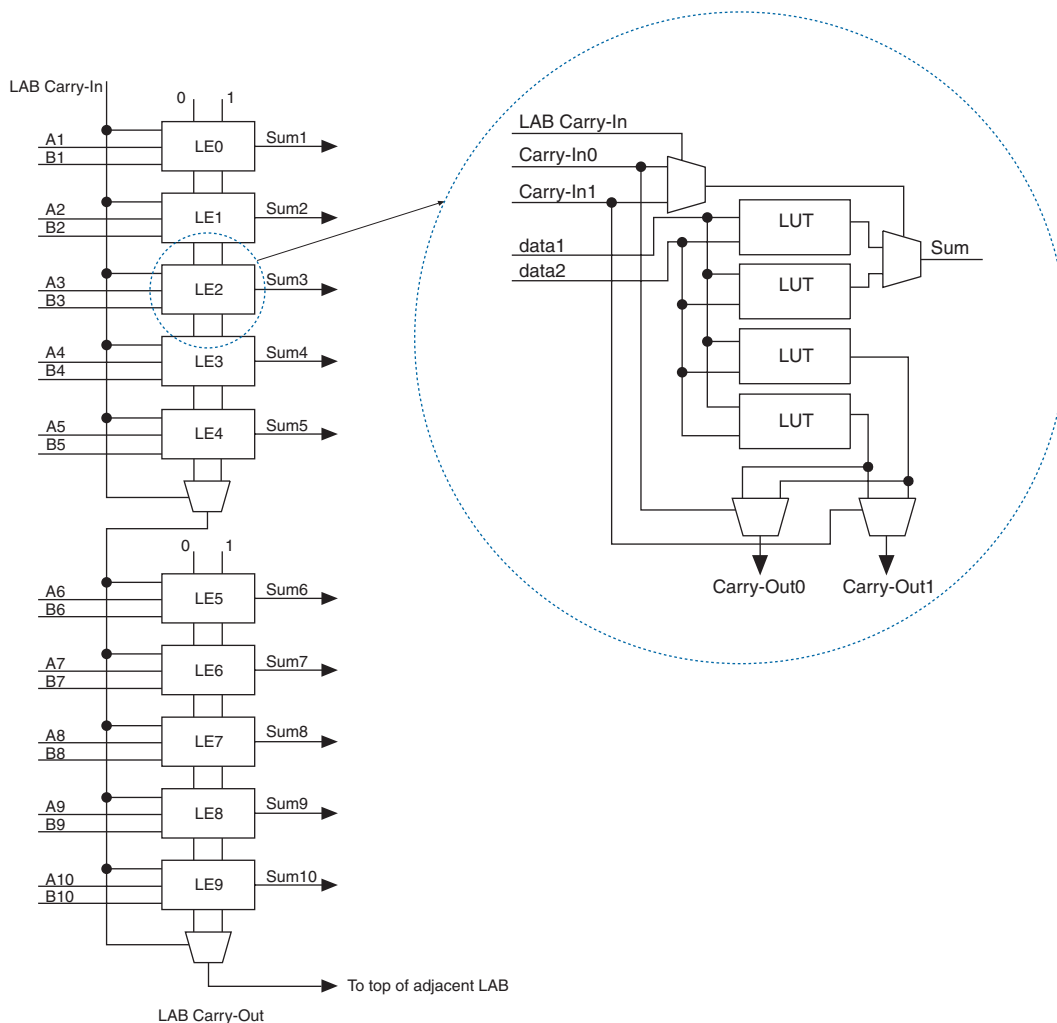 LAB Carry-In
0 1
A1
B1
LE0
Sum1
A2
B2
LE1
Sum2
A3
B3
LE2
Sum3
A4
B4
LE3
Sum4
A5
B5
LE4
Sum5
0 1
A6
B6
LE5
Sum6
A7
B7
LE6
Sum7
A8
B8
LE7
Sum8
A9
B9
LE8
Sum9
A10
B10
LE9
Sum10
To top of adjacent LAB
LAB Carry-Out
LAB Carry-In
Carry-In0
Carry-In1
data1
data2
LUT
LUT
LUT
LUT
Sum
Carry-Out0
Carry-Out1